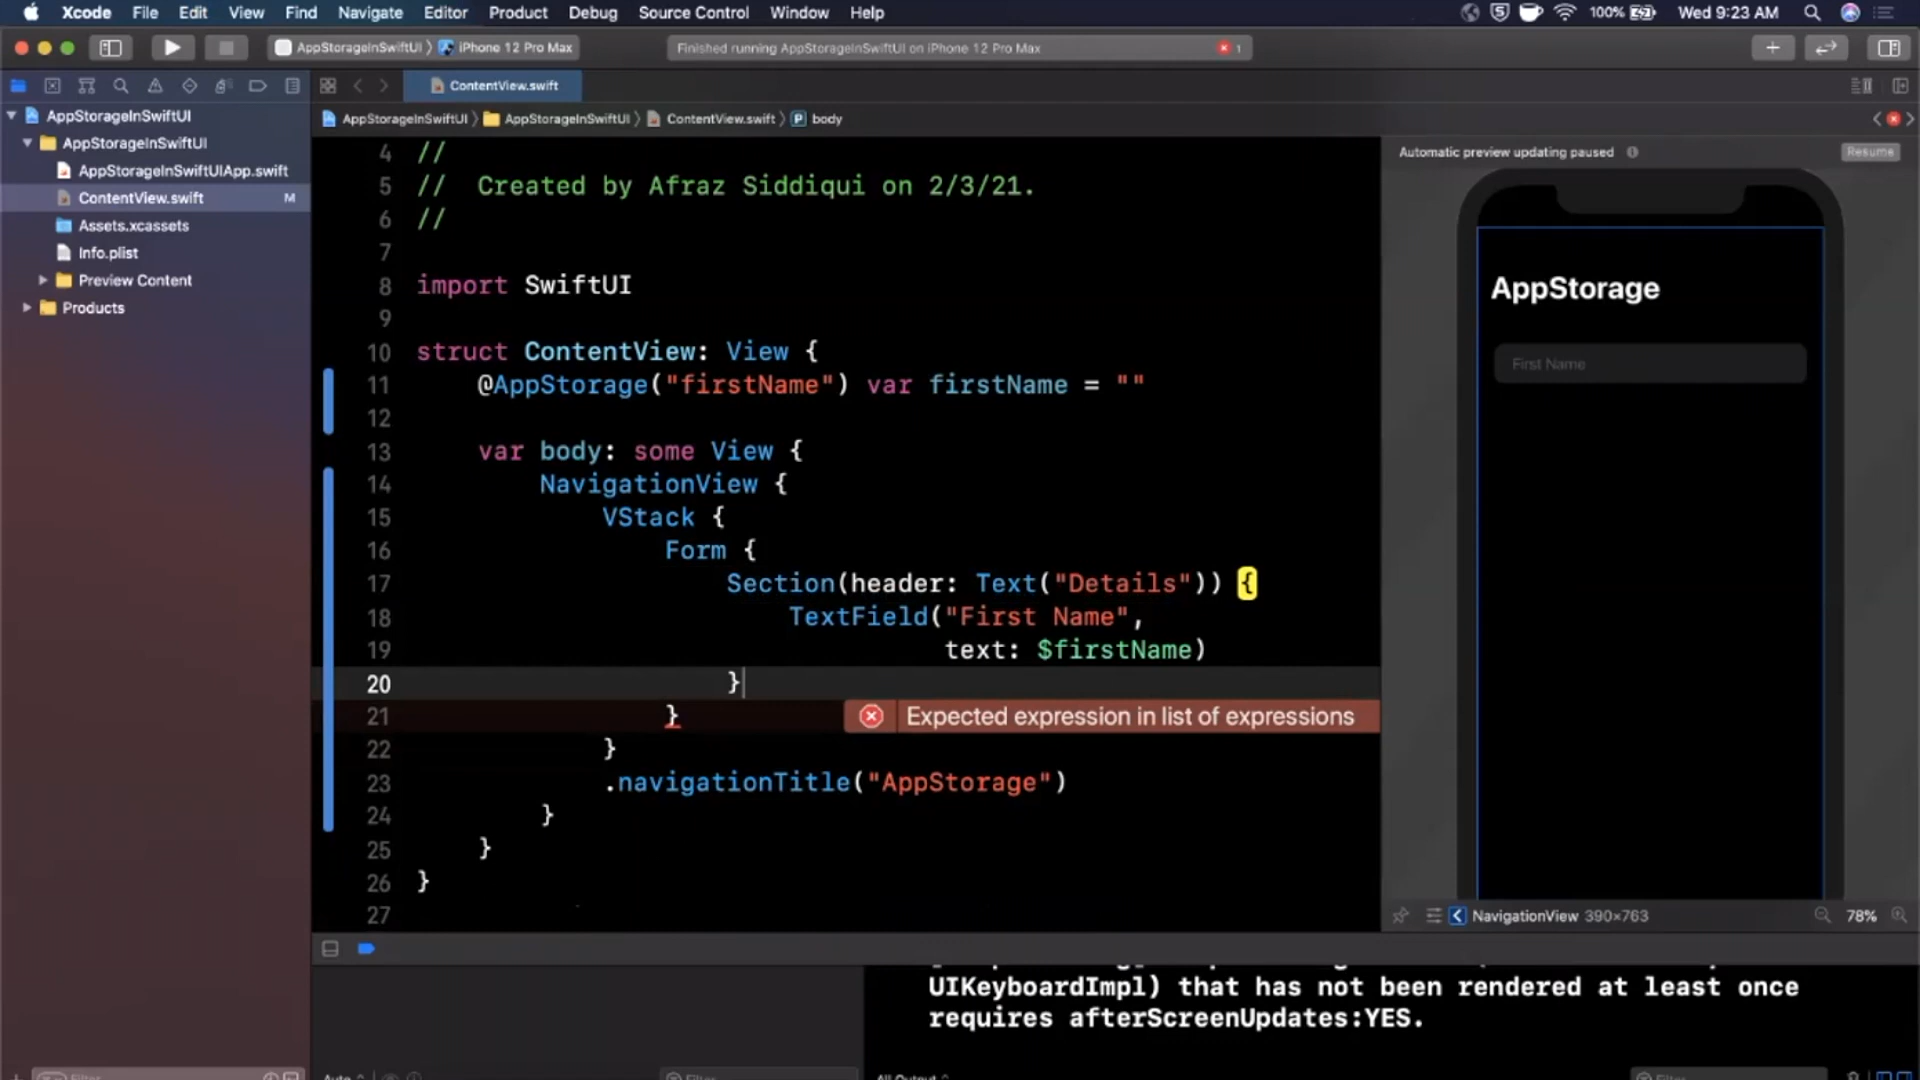 Xcode File Edit View Find Navigate Editor Product Debug Source Control Window Help
100% Wed 9:23 AM
AppStorageInSwiftUI iPhone 12 Pro Max
Finished running AppStorageInSwiftUI on iPhone 12 Pro Max
1
ContentView.swift
AppStorageInSwiftUI
AppStorageInSwiftUI
AppStorageInSwiftUIApp.swift
ContentView.swift M
Assets.xcassets
Info.plist
Preview Content
Products
AppStorageInSwiftUI AppStorageInSwiftUI ContentView.swift P body
4 //
5 //  Created by Afraz Siddiqui on 2/3/21.
6 //
7
8 import SwiftUI
9
10 struct ContentView: View {
11     @AppStorage("firstName") var firstName = ""
12
13     var body: some View {
14         NavigationView {
15             VStack {
16                 Form {
17                     Section(header: Text("Details")) {
18                         TextField("First Name",
19                                   text: $firstName)
20                     }
21                 } Expected expression in list of expressions
22             }
23             .navigationTitle("AppStorage")
24         }
25     }
26 }
27
Automatic preview updating paused Resume
AppStorage
First Name
NavigationView 390×763 78%
UIKeyboardImpl) that has not been rendered at least once
requires afterScreenUpdates:YES.
Filter Auto Filter All Output Filter